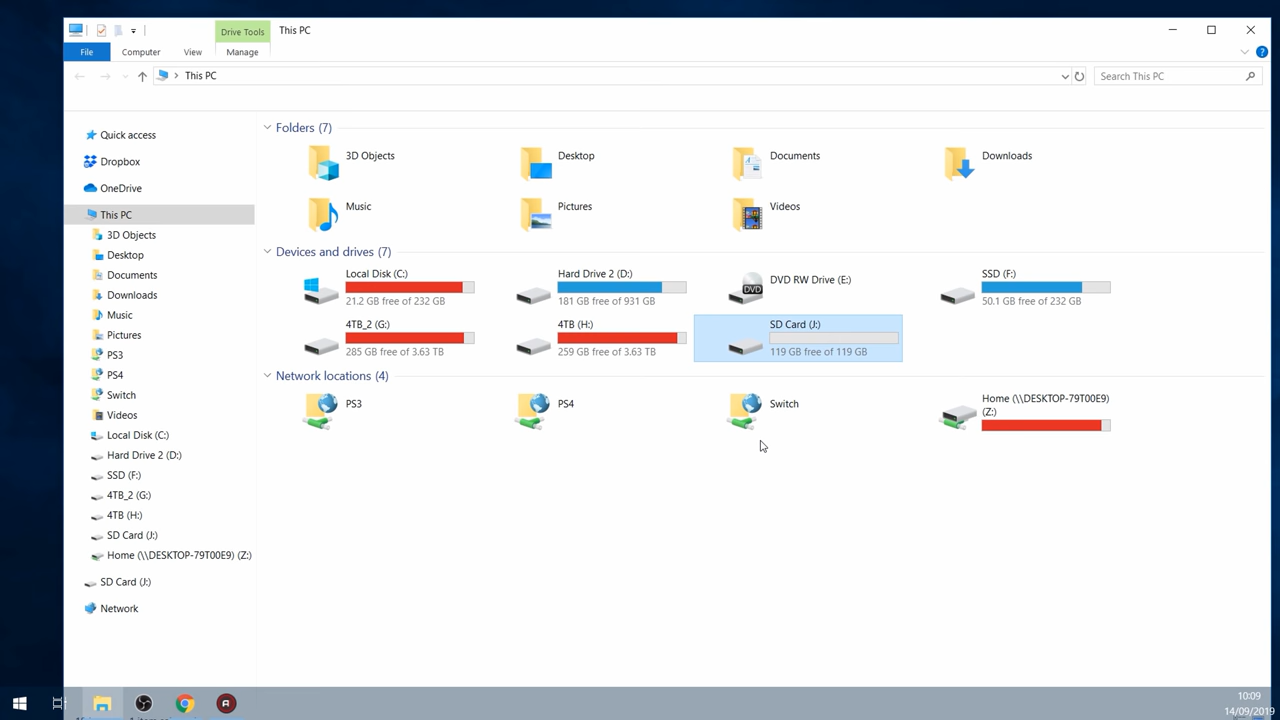 Drive Tools
This PC
File
Computer
View
Manage
This PC
Search This PC
Quick access
Dropbox
OneDrive
This PC
3D Objects
Desktop
Documents
Downloads
Music
Pictures
PS3
PS4
Switch
Videos
Local Disk (C:)
Hard Drive 2 (D:)
SSD (F:)
4TB_2 (G:)
4TB (H:)
SD Card (J:)
Home (\\DESKTOP-79T00E9) (Z:)
SD Card (J:)
Network
Folders (7)
3D Objects
Desktop
Documents
Downloads
Music
Pictures
Videos
Devices and drives (7)
Local Disk (C:)
21.2 GB free of 232 GB
Hard Drive 2 (D:)
181 GB free of 931 GB
DVD
DVD RW Drive (E:)
SSD (F:)
50.1 GB free of 232 GB
4TB_2 (G:)
285 GB free of 3.63 TB
4TB (H:)
259 GB free of 3.63 TB
SD Card (J:)
119 GB free of 119 GB
Network locations (4)
PS3
PS4
Switch
Home (\\DESKTOP-79T00E9)
(Z:)
10:09
14/09/2019